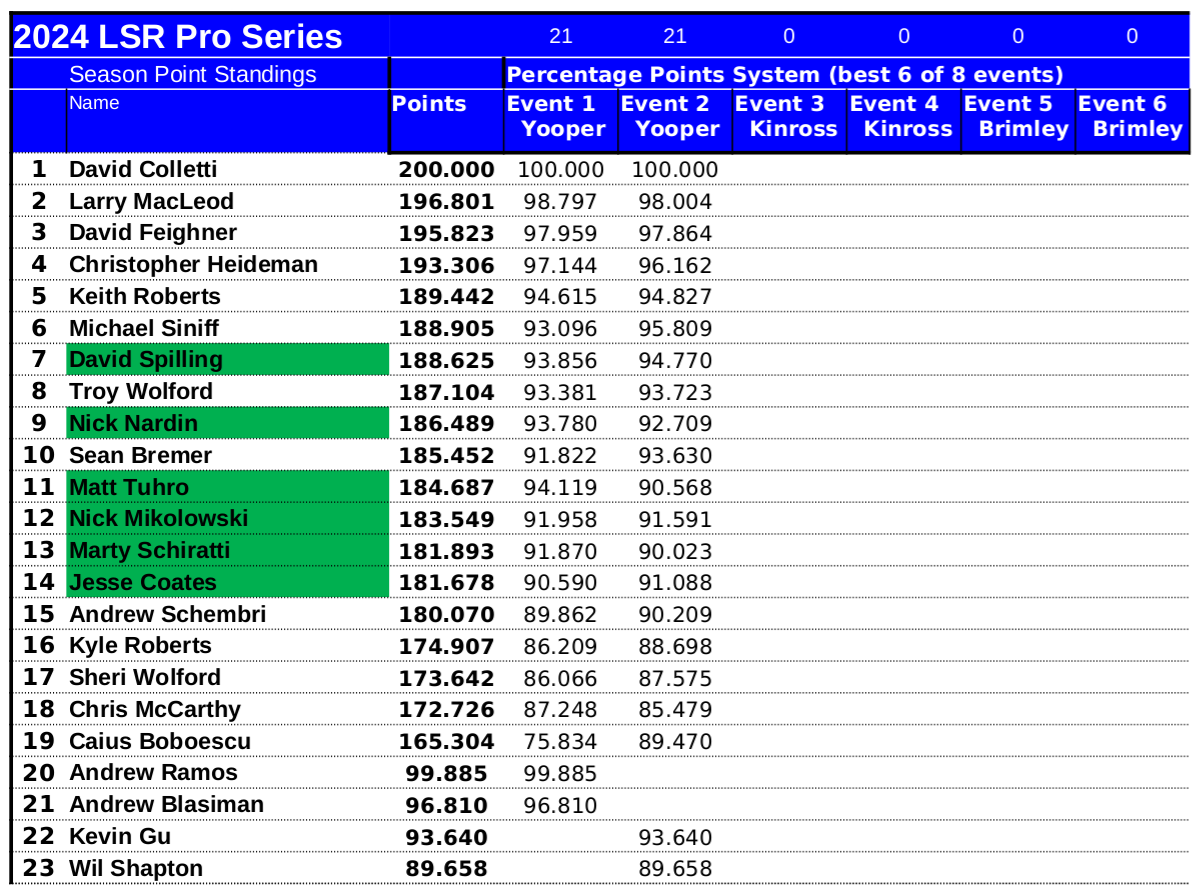 2024 LSR Pro Series 21 21 0 0 0 0
Season Point Standings Percentage Points System (best 6 of 8 events)
Name Points Event 1 Event 2 Event 3 Event 4 Event 5 Event 6
Yooper Yooper Kinross Kinross Brimley Brimley
1 David Colletti 200.000 100.000 100.000
2 Larry MacLeod 196.801 98.797 98.004
3 David Feighner 195.823 97.959 97.864
4 Christopher Heideman 193.306 97.144 96.162
5 Keith Roberts 189.442 94.615 94.827
6 Michael Siniff 188.905 93.096 95.809
7 David Spilling 188.625 93.856 94.770
8 Troy Wolford 187.104 93.381 93.723
9 Nick Nardin 186.489 93.780 92.709
10 Sean Bremer 185.452 91.822 93.630
11 Matt Tuhro 184.687 94.119 90.568
12 Nick Mikolowski 183.549 91.958 91.591
13 Marty Schiratti 181.893 91.870 90.023
14 Jesse Coates 181.678 90.590 91.088
15 Andrew Schembri 180.070 89.862 90.209
16 Kyle Roberts 174.907 86.209 88.698
17 Sheri Wolford 173.642 86.066 87.575
18 Chris McCarthy 172.726 87.248 85.479
19 Caius Boboescu 165.304 75.834 89.470
20 Andrew Ramos 99.885 99.885
21 Andrew Blasiman 96.810 96.810
22 Kevin Gu 93.640 93.640
23 Wil Shapton 89.658 89.658